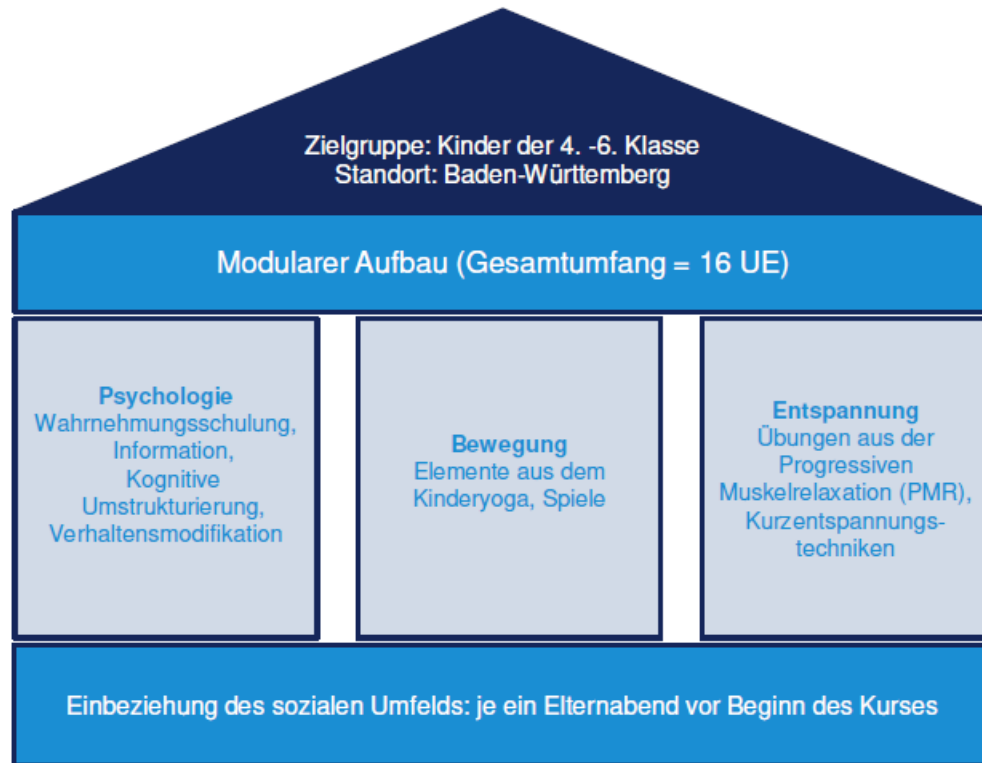 Zielgruppe: Kinder der 4. -6. Klasse
Standort: Baden-Württemberg
Modularer Aufbau (Gesamtumfang = 16 UE)
Psychologie
Wahrnehmungsschulung,
Information,
Kognitive
Umstrukturierung,
Verhaltensmodifikation
Bewegung
Elemente aus dem
Kinderyoga, Spiele
Entspannung
Übungen aus der
Progressiven
Muskelrelaxation (PMR),
Kurzentspannungs-
techniken
Einbeziehung des sozialen Umfelds: je ein Elternabend vor Beginn des Kurses